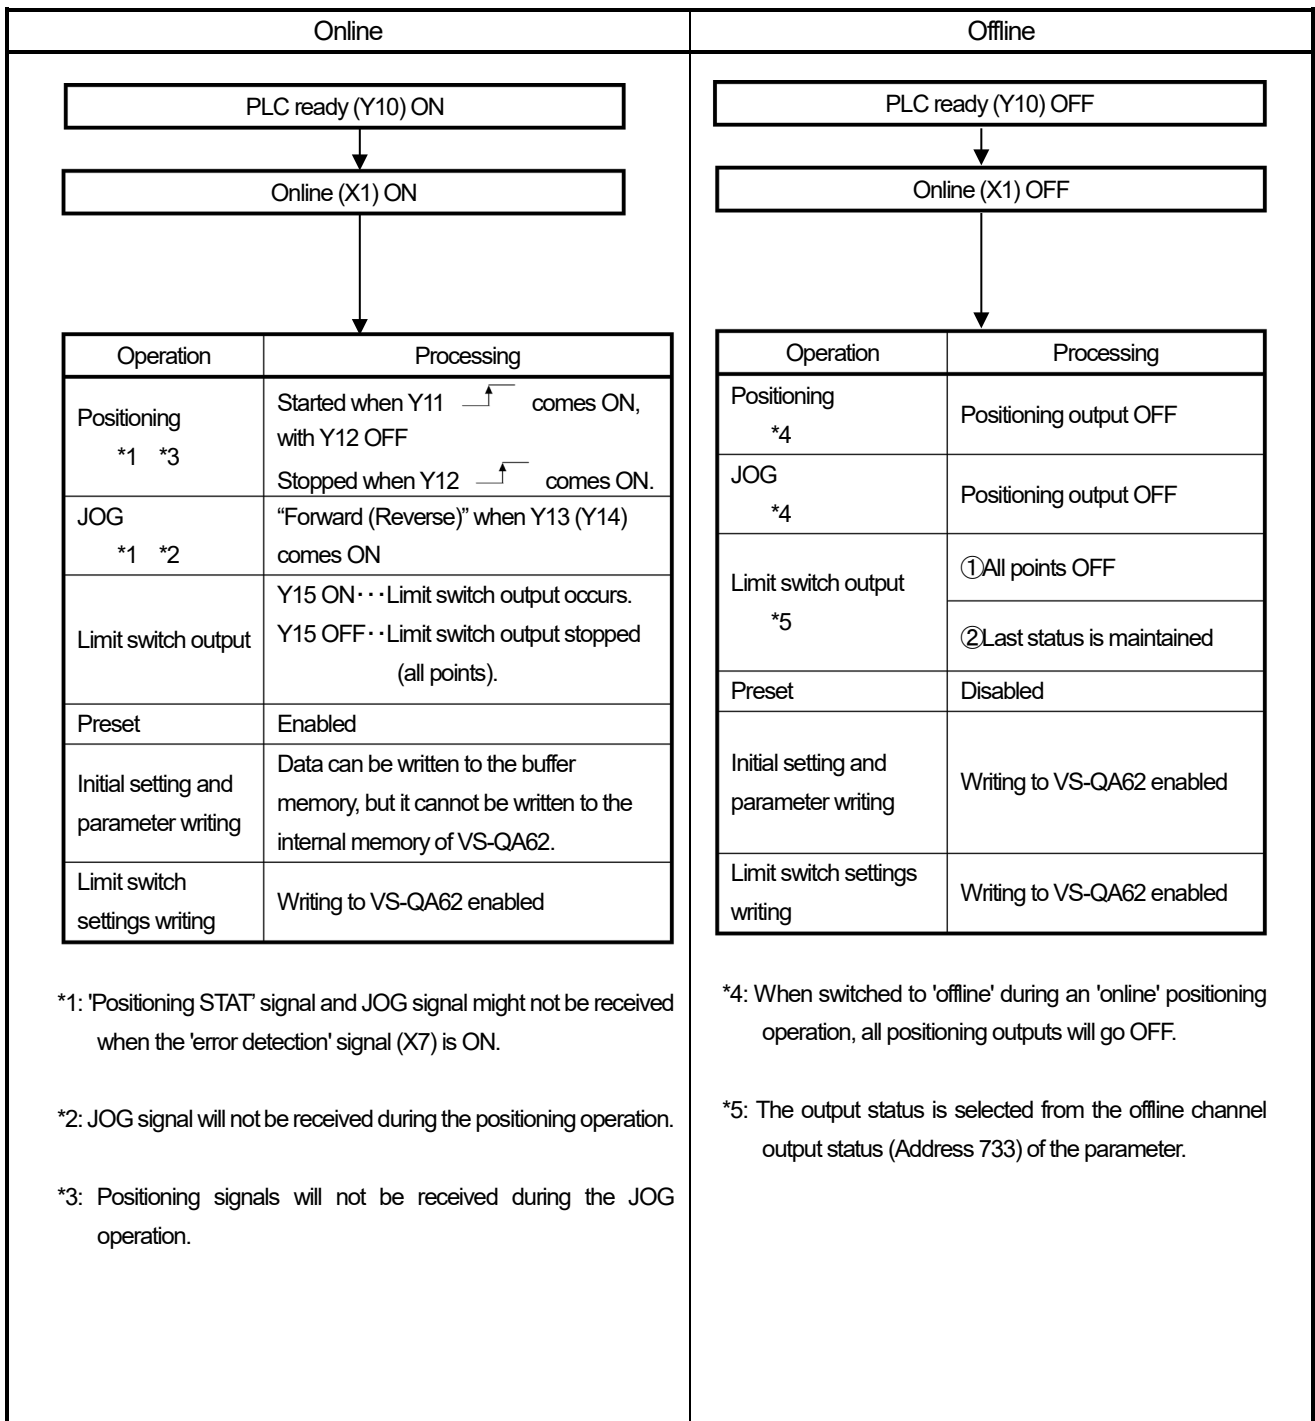 Online
Offline
PLC ready (Y10) ON
Online (X1) ON
Operation
Processing
Positioning
*1 *3
Started when Y11 comes ON,
with Y12 OFF
Stopped when Y12 comes ON.
JOG
*1 *2
“Forward (Reverse)” when Y13 (Y14)
comes ON
Limit switch output
Y15 ON･･･Limit switch output occurs.
Y15 OFF･･Limit switch output stopped
(all points).
Preset
Enabled
Initial setting and
parameter writing
Data can be written to the buffer
memory, but it cannot be written to the
internal memory of VS-QA62.
Limit switch
settings writing
Writing to VS-QA62 enabled
*1: 'Positioning STAT' signal and JOG signal might not be received
when the 'error detection' signal (X7) is ON.
*2: JOG signal will not be received during the positioning operation.
*3: Positioning signals will not be received during the JOG
operation.
PLC ready (Y10) OFF
Online (X1) OFF
Operation
Processing
Positioning
*4
Positioning output OFF
JOG
*4
Positioning output OFF
Limit switch output
*5
①All points OFF
②Last status is maintained
Preset
Disabled
Initial setting and
parameter writing
Writing to VS-QA62 enabled
Limit switch settings
writing
Writing to VS-QA62 enabled
*4: When switched to 'offline' during an 'online' positioning
operation, all positioning outputs will go OFF.
*5: The output status is selected from the offline channel
output status (Address 733) of the parameter.